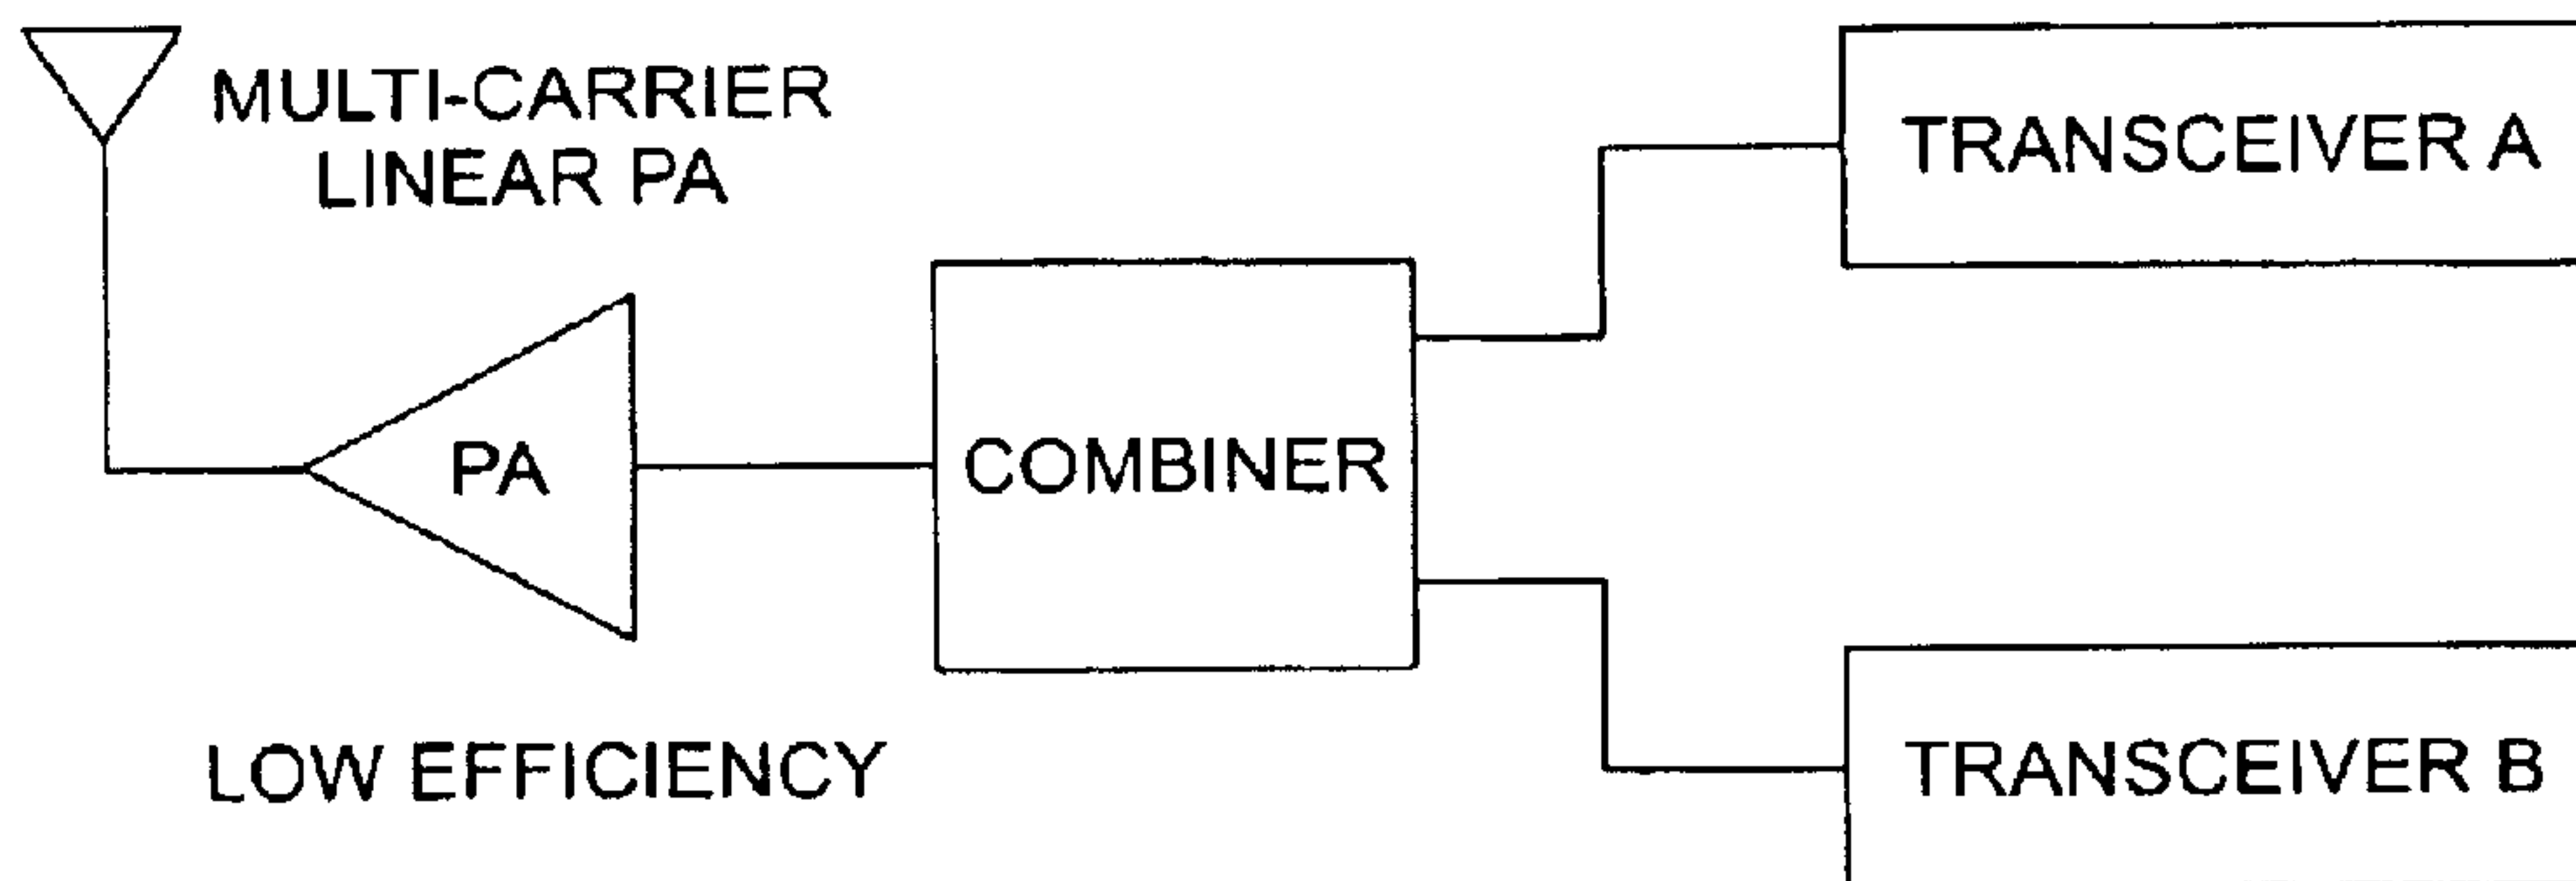 MULTI-CARRIER
LINEAR PA
TRANSCEIVER A
PA
COMBINER
LOW EFFICIENCY
TRANSCEIVER B